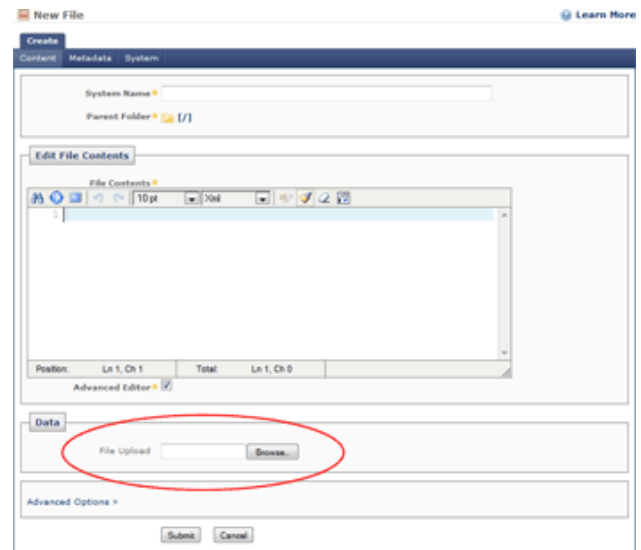 New File
Learn More
Create
Content Metadata System
System Name
Parent Folder [/]
Edit File Contents
File Contents
10 pt Xml
1
Position: Ln 1, Ch 1 Total: Ln 1, Ch 0
Advanced Editor
Data
File Upload Browse..
Advanced Options »
Submit Cancel